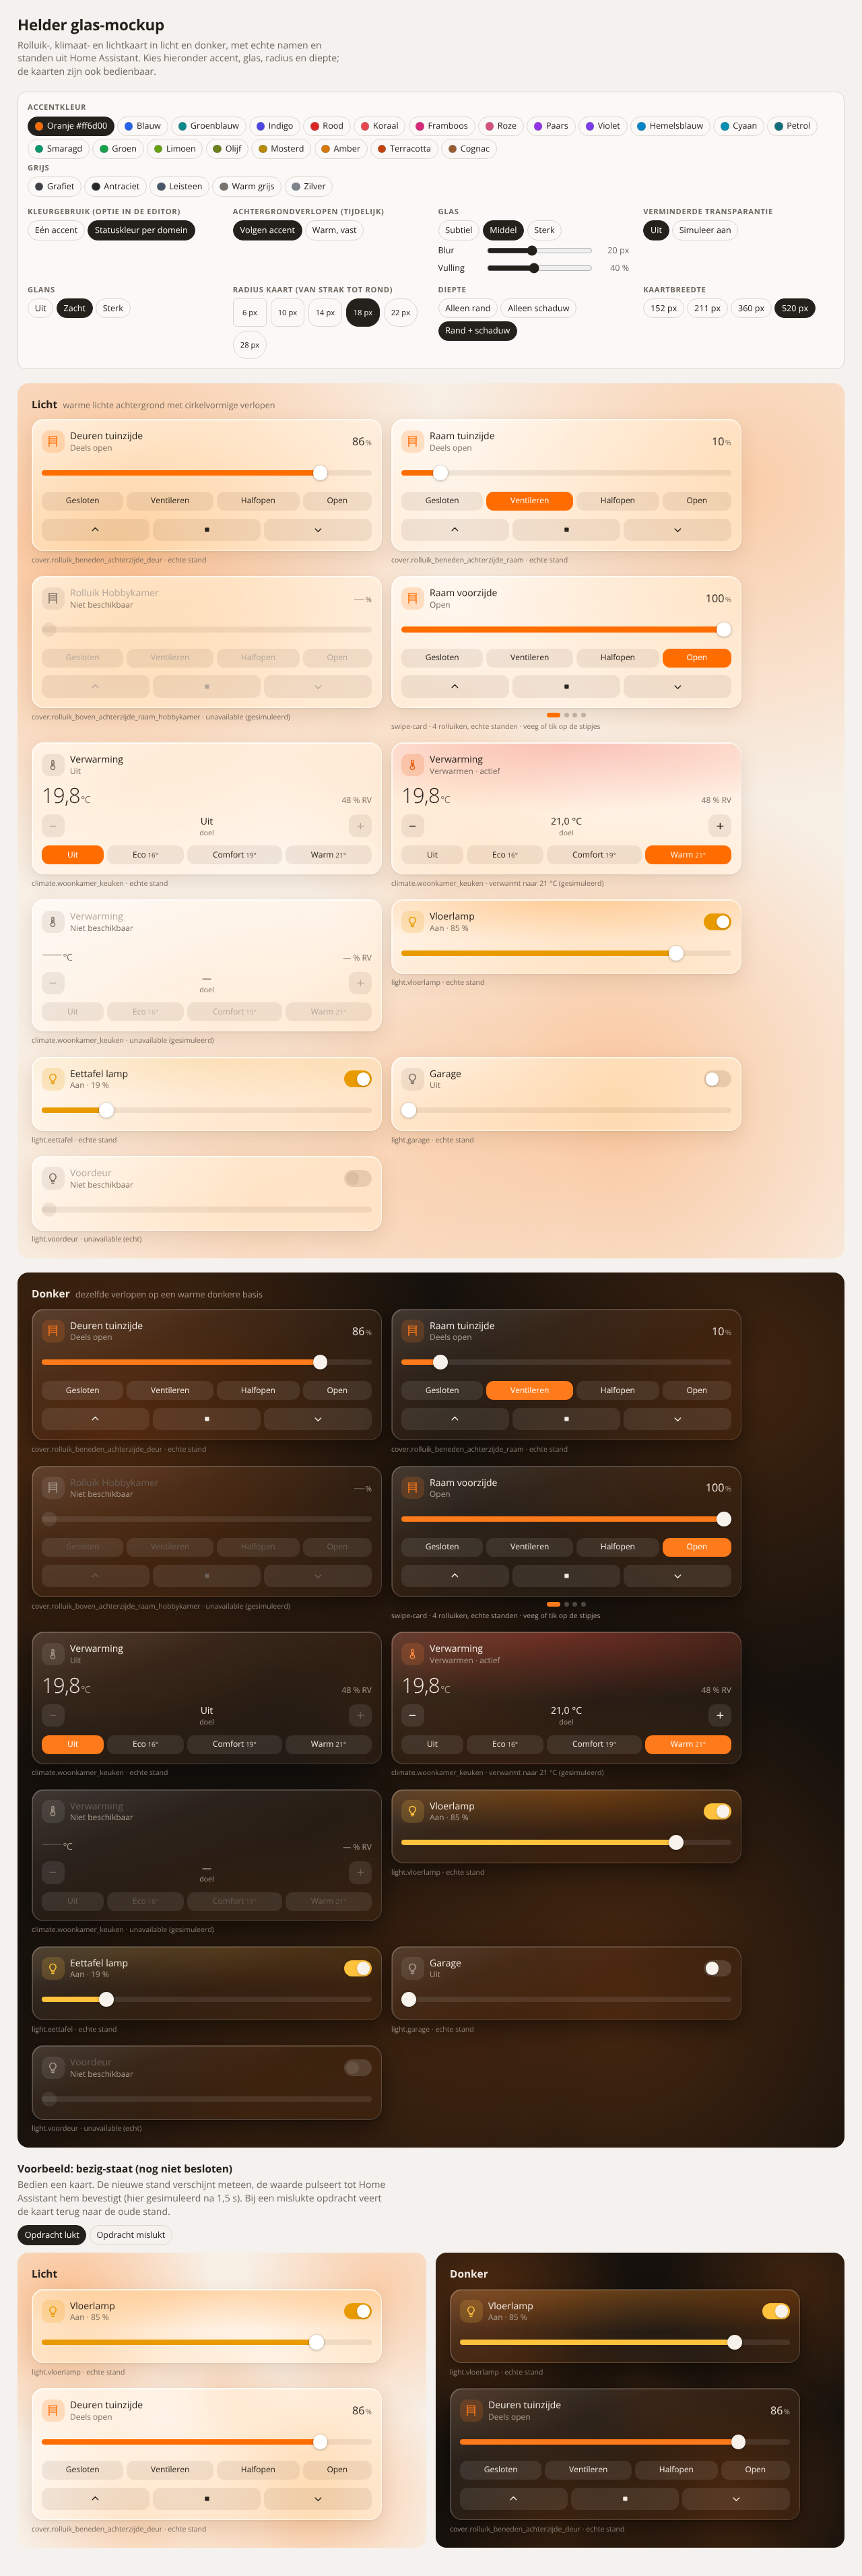 Helder glas-mockup
Rolluik-, klimaat- en lichtkaart in licht en donker, met echte namen en
standen uit Home Assistant. Kies hieronder accent, glas, radius en diepte;
de kaarten zijn ook bedienbaar.
ACCENTKLEUR
Oranje #ff6d00 Blauw Groenblauw Indigo Rood Koraal Framboos Roze Paars Violet Hemelsblauw Cyaan Petrol
Smaragd Groen Limoen Olijf Mosterd Amber Terracotta Cognac
GRIJS
Grafiet Antraciet Leisteen Warm grijs Zilver
KLEURGEBRUIK (OPTIE IN DE EDITOR)
Eén accent Statuskleur per domein
ACHTERGRONDVERLOPEN (TIJDELIJK)
Volgen accent Warm, vast
GLAS
Subtiel Middel Sterk
Blur 20 px
Vulling 40 %
VERMINDERDE TRANSPARANTIE
Uit Simuleer aan
GLANS
Uit Zacht Sterk
RADIUS KAART (VAN STRAK TOT ROND)
6 px 10 px 14 px 18 px 22 px
28 px
DIEPTE
Alleen rand Alleen schaduw
Rand + schaduw
KAARTBREEDTE
152 px 211 px 360 px 520 px
Licht warme lichte achtergrond met cirkelvormige verlopen
Deuren tuinzijde
Deels open
86%
Gesloten Ventileren Halfopen Open
cover.rolluik_beneden_achterzijde_deur · echte stand
Raam tuinzijde
Deels open
10%
Gesloten Ventileren Halfopen Open
cover.rolluik_beneden_achterzijde_raam · echte stand
Rolluik Hobbykamer
Niet beschikbaar
—%
Gesloten Ventileren Halfopen Open
cover.rolluik_boven_achterzijde_raam_hobbykamer · unavailable (gesimuleerd)
Raam voorzijde
Open
100%
Gesloten Ventileren Halfopen Open
swipe-card · 4 rolluiken, echte standen · veeg of tik op de stipjes
Verwarming
Uit
19,8°C 48 % RV
− Uit +
doel
Uit Eco 16° Comfort 19° Warm 21°
climate.woonkamer_keuken · echte stand
Verwarming
Verwarmen · actief
19,8°C 48 % RV
− 21,0 °C +
doel
Uit Eco 16° Comfort 19° Warm 21°
climate.woonkamer_keuken · verwarmt naar 21 °C (gesimuleerd)
Verwarming
Niet beschikbaar
—°C — % RV
− — +
doel
Uit Eco 16° Comfort 19° Warm 21°
climate.woonkamer_keuken · unavailable (gesimuleerd)
Vloerlamp
Aan · 85 %
light.vloerlamp · echte stand
Eettafel lamp
Aan · 19 %
light.eettafel · echte stand
Garage
Uit
light.garage · echte stand
Voordeur
Niet beschikbaar
light.voordeur · unavailable (echt)
Donker dezelfde verlopen op een warme donkere basis
Deuren tuinzijde
Deels open
86%
Gesloten Ventileren Halfopen Open
cover.rolluik_beneden_achterzijde_deur · echte stand
Raam tuinzijde
Deels open
10%
Gesloten Ventileren Halfopen Open
cover.rolluik_beneden_achterzijde_raam · echte stand
Rolluik Hobbykamer
Niet beschikbaar
—%
Gesloten Ventileren Halfopen Open
cover.rolluik_boven_achterzijde_raam_hobbykamer · unavailable (gesimuleerd)
Raam voorzijde
Open
100%
Gesloten Ventileren Halfopen Open
swipe-card · 4 rolluiken, echte standen · veeg of tik op de stipjes
Verwarming
Uit
19,8°C 48 % RV
− Uit +
doel
Uit Eco 16° Comfort 19° Warm 21°
climate.woonkamer_keuken · echte stand
Verwarming
Verwarmen · actief
19,8°C 48 % RV
− 21,0 °C +
doel
Uit Eco 16° Comfort 19° Warm 21°
climate.woonkamer_keuken · verwarmt naar 21 °C (gesimuleerd)
Verwarming
Niet beschikbaar
—°C — % RV
− — +
doel
Uit Eco 16° Comfort 19° Warm 21°
climate.woonkamer_keuken · unavailable (gesimuleerd)
Vloerlamp
Aan · 85 %
light.vloerlamp · echte stand
Eettafel lamp
Aan · 19 %
light.eettafel · echte stand
Garage
Uit
light.garage · echte stand
Voordeur
Niet beschikbaar
light.voordeur · unavailable (echt)
Voorbeeld: bezig-staat (nog niet besloten)
Bedien een kaart. De nieuwe stand verschijnt meteen, de waarde pulseert tot Home
Assistant hem bevestigt (hier gesimuleerd na 1,5 s). Bij een mislukte opdracht veert
de kaart terug naar de oude stand.
Opdracht lukt Opdracht mislukt
Licht
Vloerlamp
Aan · 85 %
light.vloerlamp · echte stand
Deuren tuinzijde
Deels open
86%
Gesloten Ventileren Halfopen Open
cover.rolluik_beneden_achterzijde_deur · echte stand
Donker
Vloerlamp
Aan · 85 %
light.vloerlamp · echte stand
Deuren tuinzijde
Deels open
86%
Gesloten Ventileren Halfopen Open
cover.rolluik_beneden_achterzijde_deur · echte stand